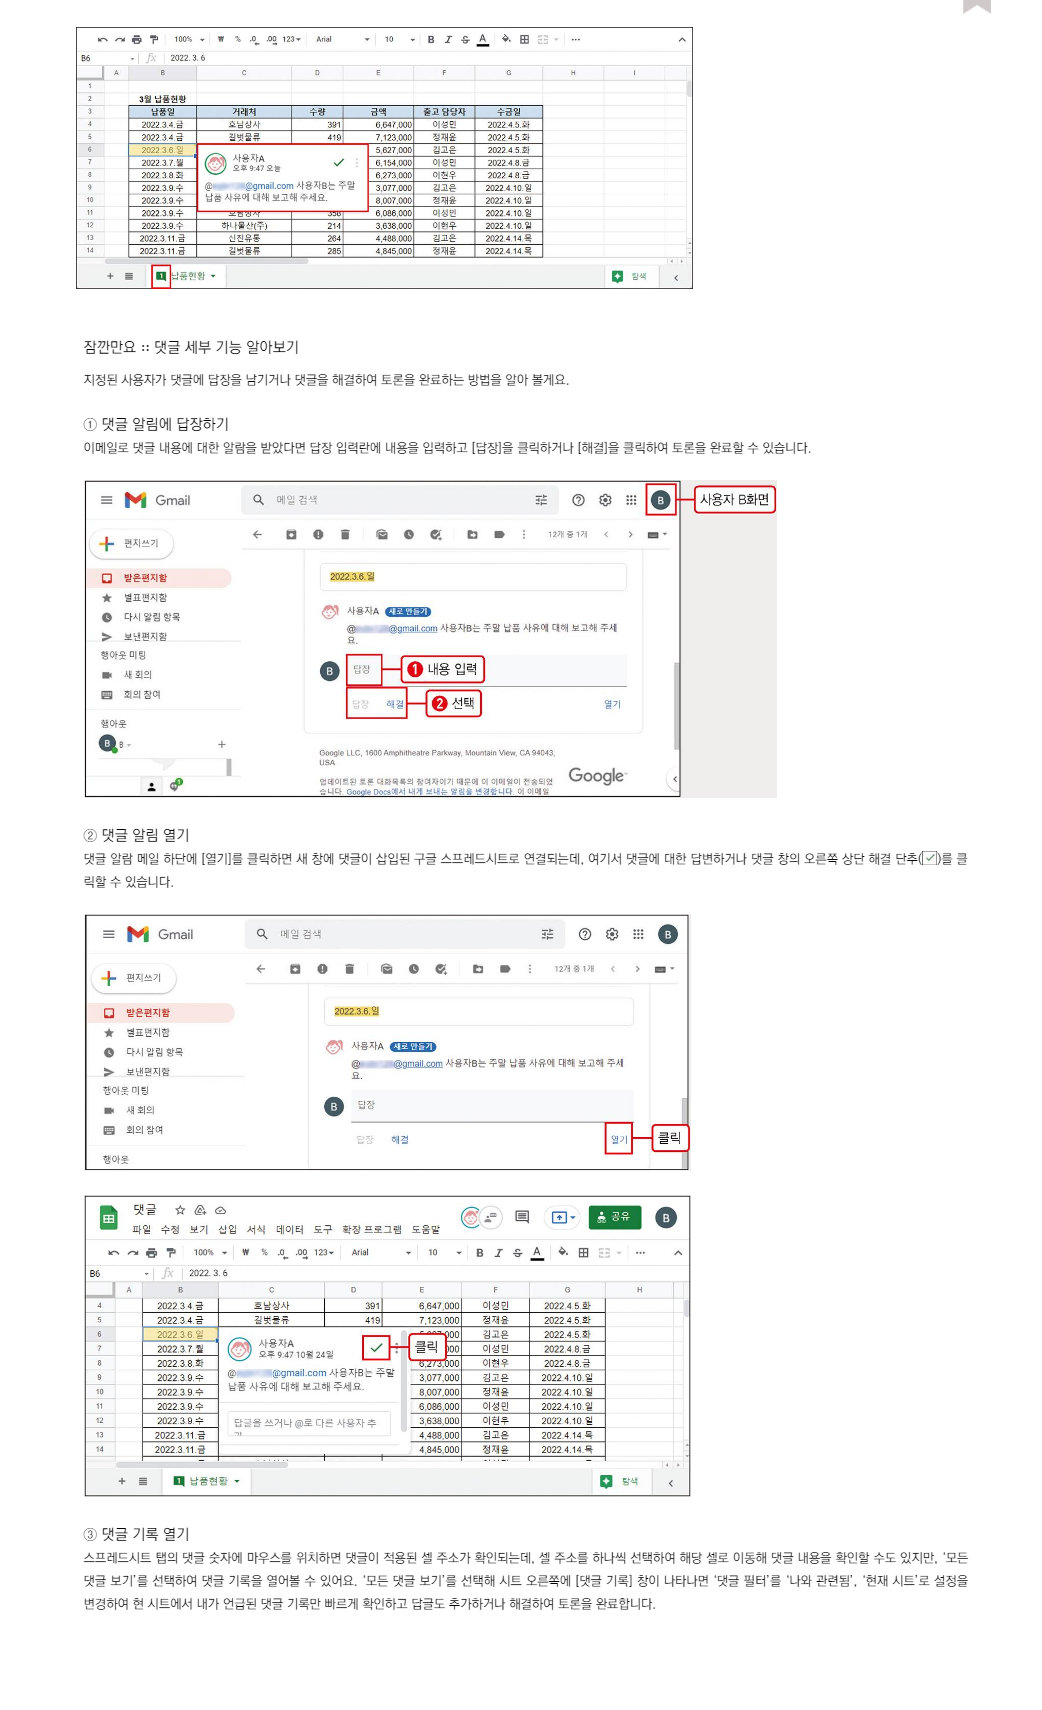 100% ₩ % .0 .00 123 Arial 10 B I S A
B6 fx 2022. 3. 6
A B C D E F G H I
1
2 3월 납품현황
3 납품일 거래처 수량 금액 출고 담당자 수금일
4 2022.3.4.금 호남상사 391 6,647,000 이성민 2022.4.5.화
5 2022.3.4.금 길벗물류 419 7,123,000 정재윤 2022.4.5.화
6 2022.3.6.일 5,627,000 김고은 2022.4.5.화
7 2022.3.7.월 6,154,000 이성민 2022.4.8.금
8 2022.3.8.화 6,273,000 이현우 2022.4.8.금
9 2022.3.9.수 3,077,000 김고은 2022.4.10.일
10 2022.3.9.수 8,007,000 정재윤 2022.4.10.일
11 2022.3.9.수 호남상사 358 6,086,000 이성민 2022.4.10.일
12 2022.3.9.수 하나물산(주) 214 3,638,000 이현우 2022.4.10.일
13 2022.3.11.금 신진유통 264 4,488,000 김고은 2022.4.14.목
14 2022.3.11.금 길벗물류 285 4,845,000 정재윤 2022.4.14.목
사용자A
오후 9:47 오늘
@ @gmail.com 사용자B는 주말
납품 사유에 대해 보고해 주세요.
1 납품현황 탐색
잠깐만요 :: 댓글 세부 기능 알아보기
지정된 사용자가 댓글에 답장을 남기거나 댓글을 해결하여 토론을 완료하는 방법을 알아 볼게요.
① 댓글 알림에 답장하기
이메일로 댓글 내용에 대한 알람을 받았다면 답장 입력란에 내용을 입력하고 [답장]을 클릭하거나 [해결]을 클릭하여 토론을 완료할 수 있습니다.
Gmail 메일 검색 B 사용자 B화면
편지쓰기 12개 중 1개
받은편지함 2022.3.6.일
별표편지함
다시 알림 항목 사용자A 새로 만들기
보낸편지함 @ @gmail.com 사용자B는 주말 납품 사유에 대해 보고해 주세
요.
행아웃 미팅
새 회의 B 답장 1 내용 입력
회의 참여 답장 해결 2 선택 열기
행아웃
B B
Google LLC, 1600 Amphitheatre Parkway, Mountain View, CA 94043,
USA
Google
업데이트된 토론 대화목록의 참여자이기 때문에 이 이메일이 전송되었
습니다. Google Docs에서 내게 보내는 알림을 변경합니다. 이 이메일
1
② 댓글 알림 열기
댓글 알람 메일 하단에 [열기]를 클릭하면 새 창에 댓글이 삽입된 구글 스프레드시트로 연결되는데, 여기서 댓글에 대한 답변하거나 댓글 창의 오른쪽 상단 해결 단추()를 클
릭할 수 있습니다.
Gmail 메일 검색 B
편지쓰기 12개 중 1개
받은편지함 2022.3.6.일
별표편지함
다시 알림 항목 사용자A 새로 만들기
보낸편지함 @ @gmail.com 사용자B는 주말 납품 사유에 대해 보고해 주세
요.
행아웃 미팅
새 회의 B 답장
회의 참여 답장 해결 열기 클릭
행아웃
댓글
파일 수정 보기 삽입 서식 데이터 도구 확장 프로그램 도움말 공유 B
100% ₩ % .0 .00 123 Arial 10 B I S A
B6 fx 2022. 3. 6
A B C D E F G H
4 2022.3.4.금 호남상사 391 6,647,000 이성민 2022.4.5.화
5 2022.3.4.금 길벗물류 419 7,123,000 정재윤 2022.4.5.화
6 2022.3.6.일 김고은 2022.4.5.화
7 2022.3.7.월 이성민 2022.4.8.금
8 2022.3.8.화 6,273,000 이현우 2022.4.8.금
9 2022.3.9.수 3,077,000 김고은 2022.4.10.일
10 2022.3.9.수 8,007,000 정재윤 2022.4.10.일
11 2022.3.9.수 6,086,000 이성민 2022.4.10.일
12 2022.3.9.수 3,638,000 이현우 2022.4.10.일
13 2022.3.11.금 4,488,000 김고은 2022.4.14.목
14 2022.3.11.금 4,845,000 정재윤 2022.4.14.목
사용자A
오후 9:47 10월 24일
클릭
@ @gmail.com 사용자B는 주말
납품 사유에 대해 보고해 주세요.
답글을 쓰거나 @로 다른 사용자 추
1 납품현황 탐색
③ 댓글 기록 열기
스프레드시트 탭의 댓글 숫자에 마우스를 위치하면 댓글이 적용된 셀 주소가 확인되는데, 셀 주소를 하나씩 선택하여 해당 셀로 이동해 댓글 내용을 확인할 수도 있지만, ‘모든
댓글 보기’를 선택하여 댓글 기록을 열어볼 수 있어요. ‘모든 댓글 보기’를 선택해 시트 오른쪽에 [댓글 기록] 창이 나타나면 ‘댓글 필터’를 ‘나와 관련됨’, ‘현재 시트’로 설정을
변경하여 현 시트에서 내가 언급된 댓글 기록만 빠르게 확인하고 답글도 추가하거나 해결하여 토론을 완료합니다.